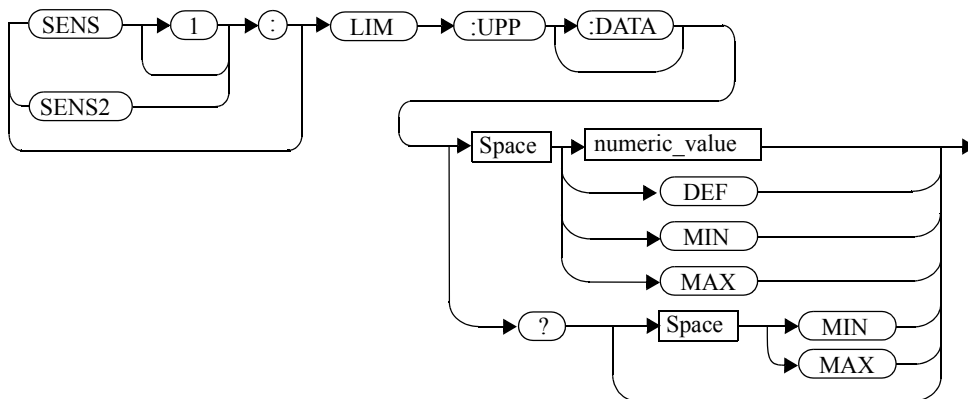 SENS 1 : LIM :UPP :DATA
SENS2
Space numeric_value
DEF
MIN
MAX
? Space MIN
MAX